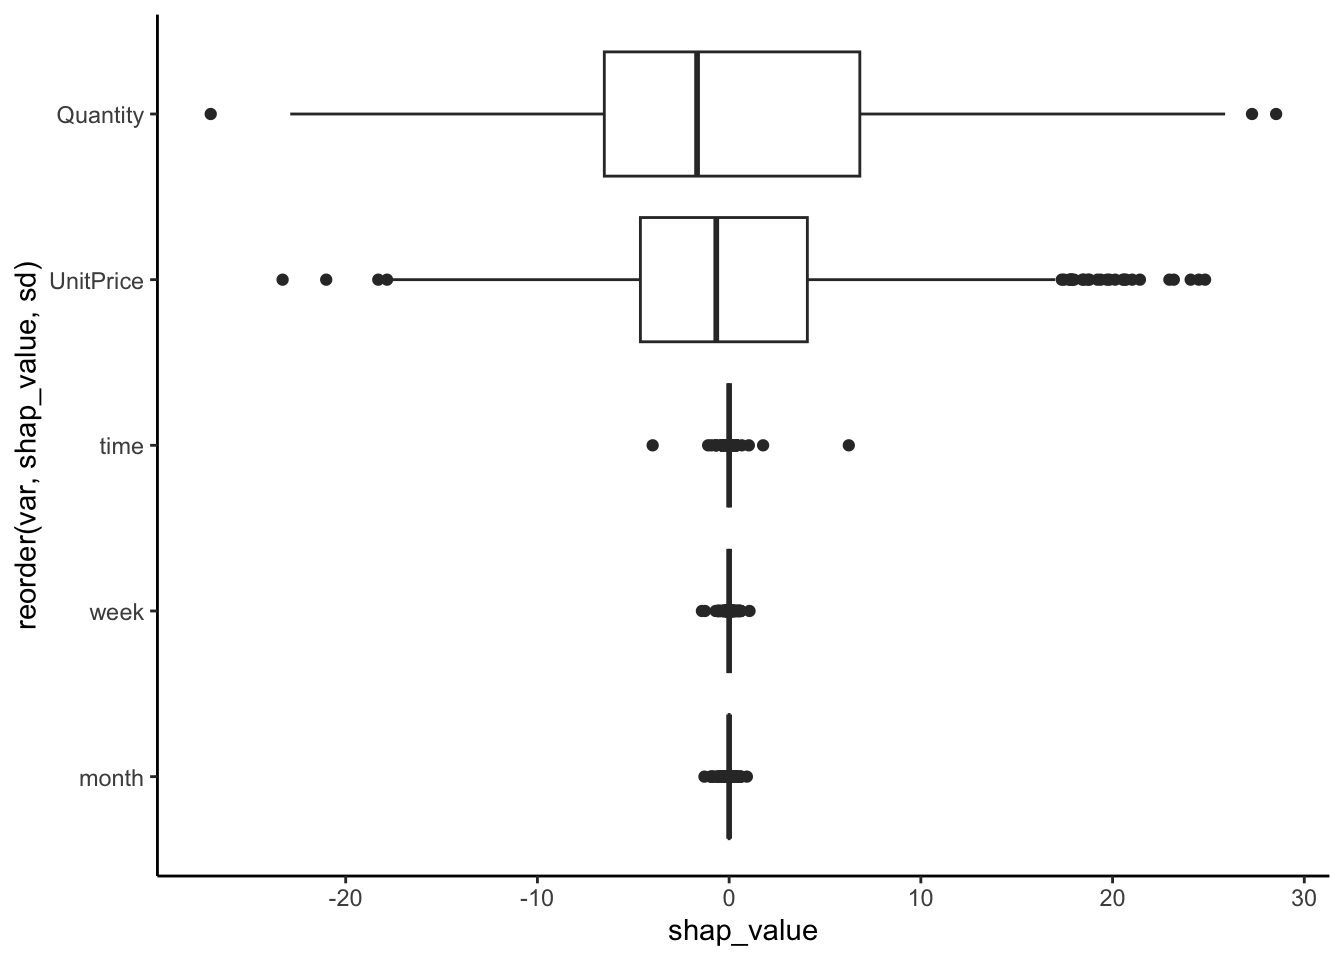 reorder(var, shap_value, sd)
Quantity
UnitPrice
time
week
month
-20
-10
0
10
20
30
shap_value